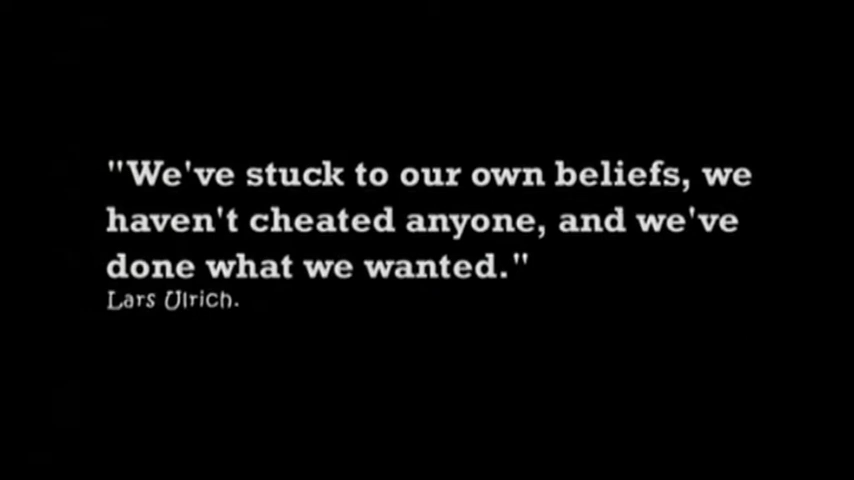 "We've stuck to our own beliefs, we
haven't cheated anyone, and we've
done what we wanted."
Lars Ulrich.